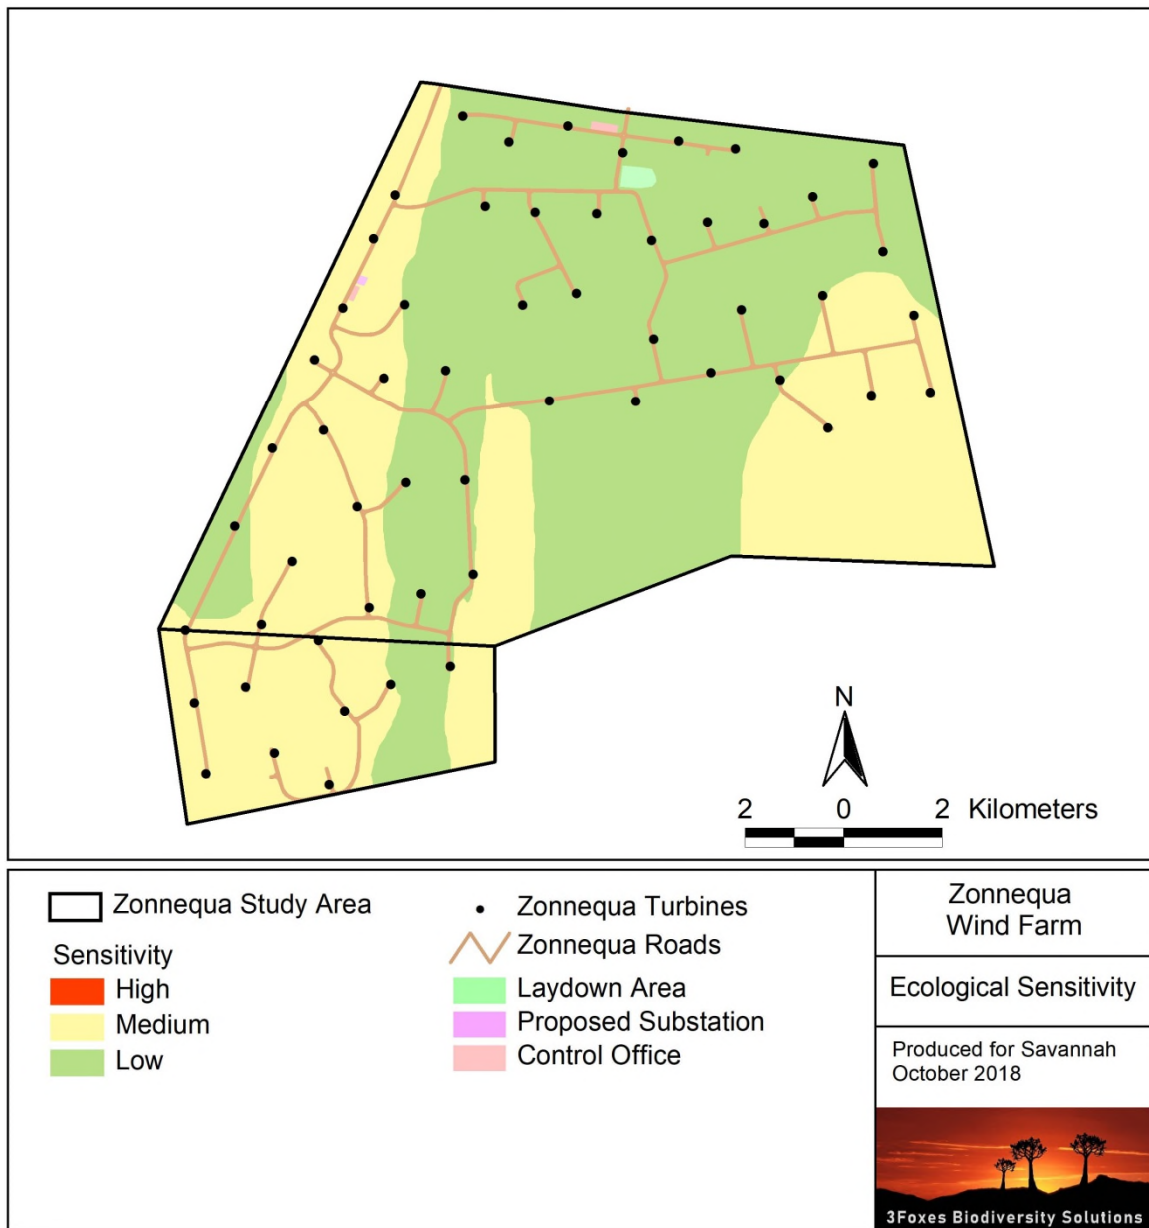 N
2 0 2 Kilometers
Zonnequa Study Area
Sensitivity
High
Medium
Low
Zonnequa Turbines
Zonnequa Roads
Laydown Area
Proposed Substation
Control Office
Zonnequa
Wind Farm
Ecological Sensitivity
Produced for Savannah
October 2018
3Foxes Biodiversity Solutions